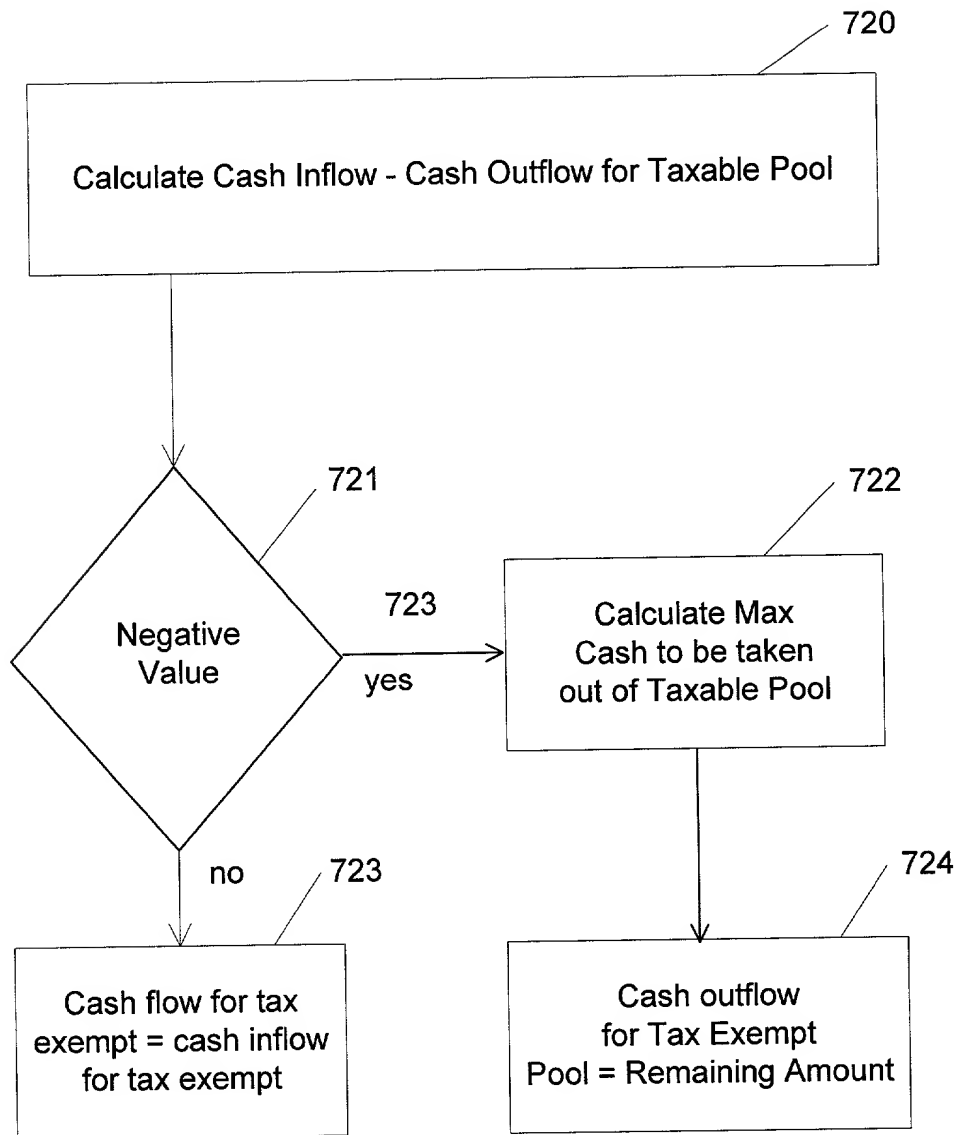 720
Calculate Cash Inflow - Cash Outflow for Taxable Pool
721
Negative
Value
723
yes
722
Calculate Max
Cash to be taken
out of Taxable Pool
no
723
Cash flow for tax
exempt = cash inflow
for tax exempt
724
Cash outflow
for Tax Exempt
Pool = Remaining Amount